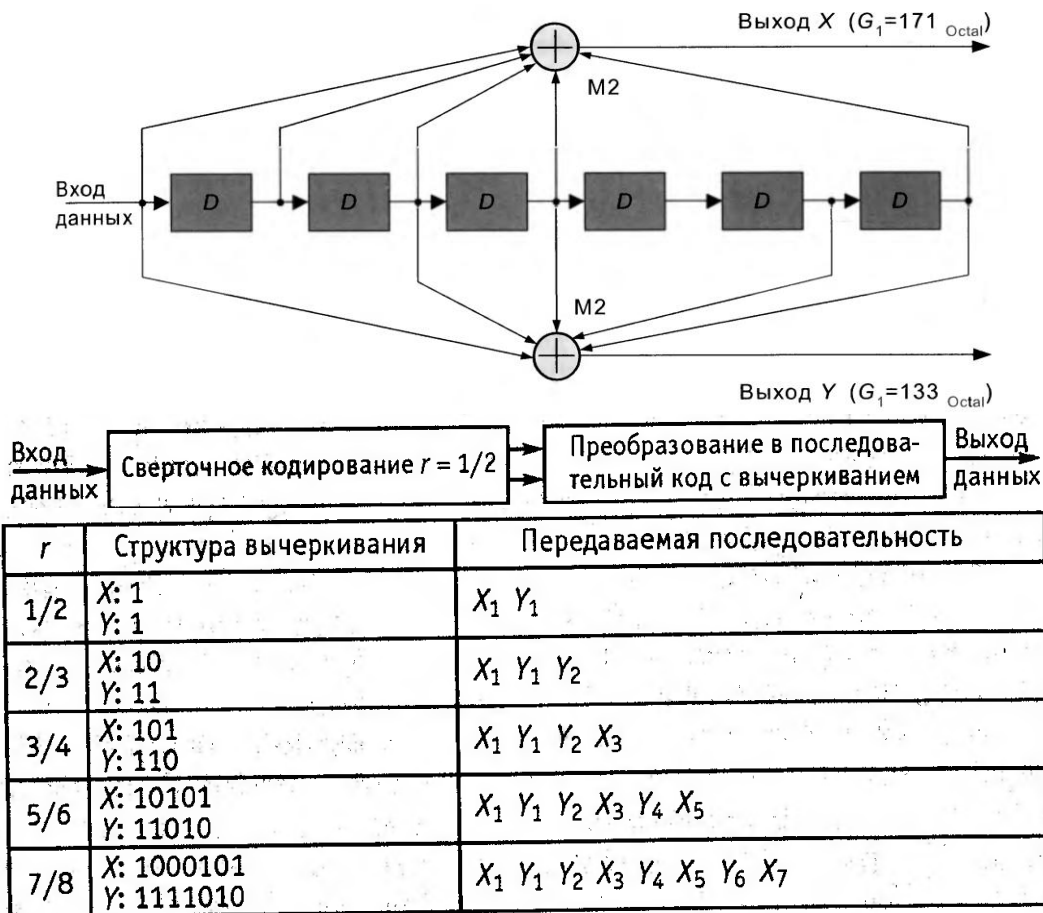 Выход X (G₁=171 Octal)
M2
Вход
данных
D D D D D D
M2
Выход Y (G₁=133 Octal)
Вход
данных
Сверточное кодирование r = 1/2
Преобразование в последова-
тельный код с вычеркиванием
Выход
данных
r Структура вычеркивания Передаваемая последовательность
1/2 X: 1
Y: 1
X₁ Y₁
2/3 X: 10
Y: 11
X₁ Y₁ Y₂
3/4 X: 101
Y: 110
X₁ Y₁ Y₂ X₃
5/6 X: 10101
Y: 11010
X₁ Y₁ Y₂ X₃ Y₄ X₅
7/8 X: 1000101
Y: 1111010
X₁ Y₁ Y₂ X₃ Y₄ X₅ Y₆ X₇